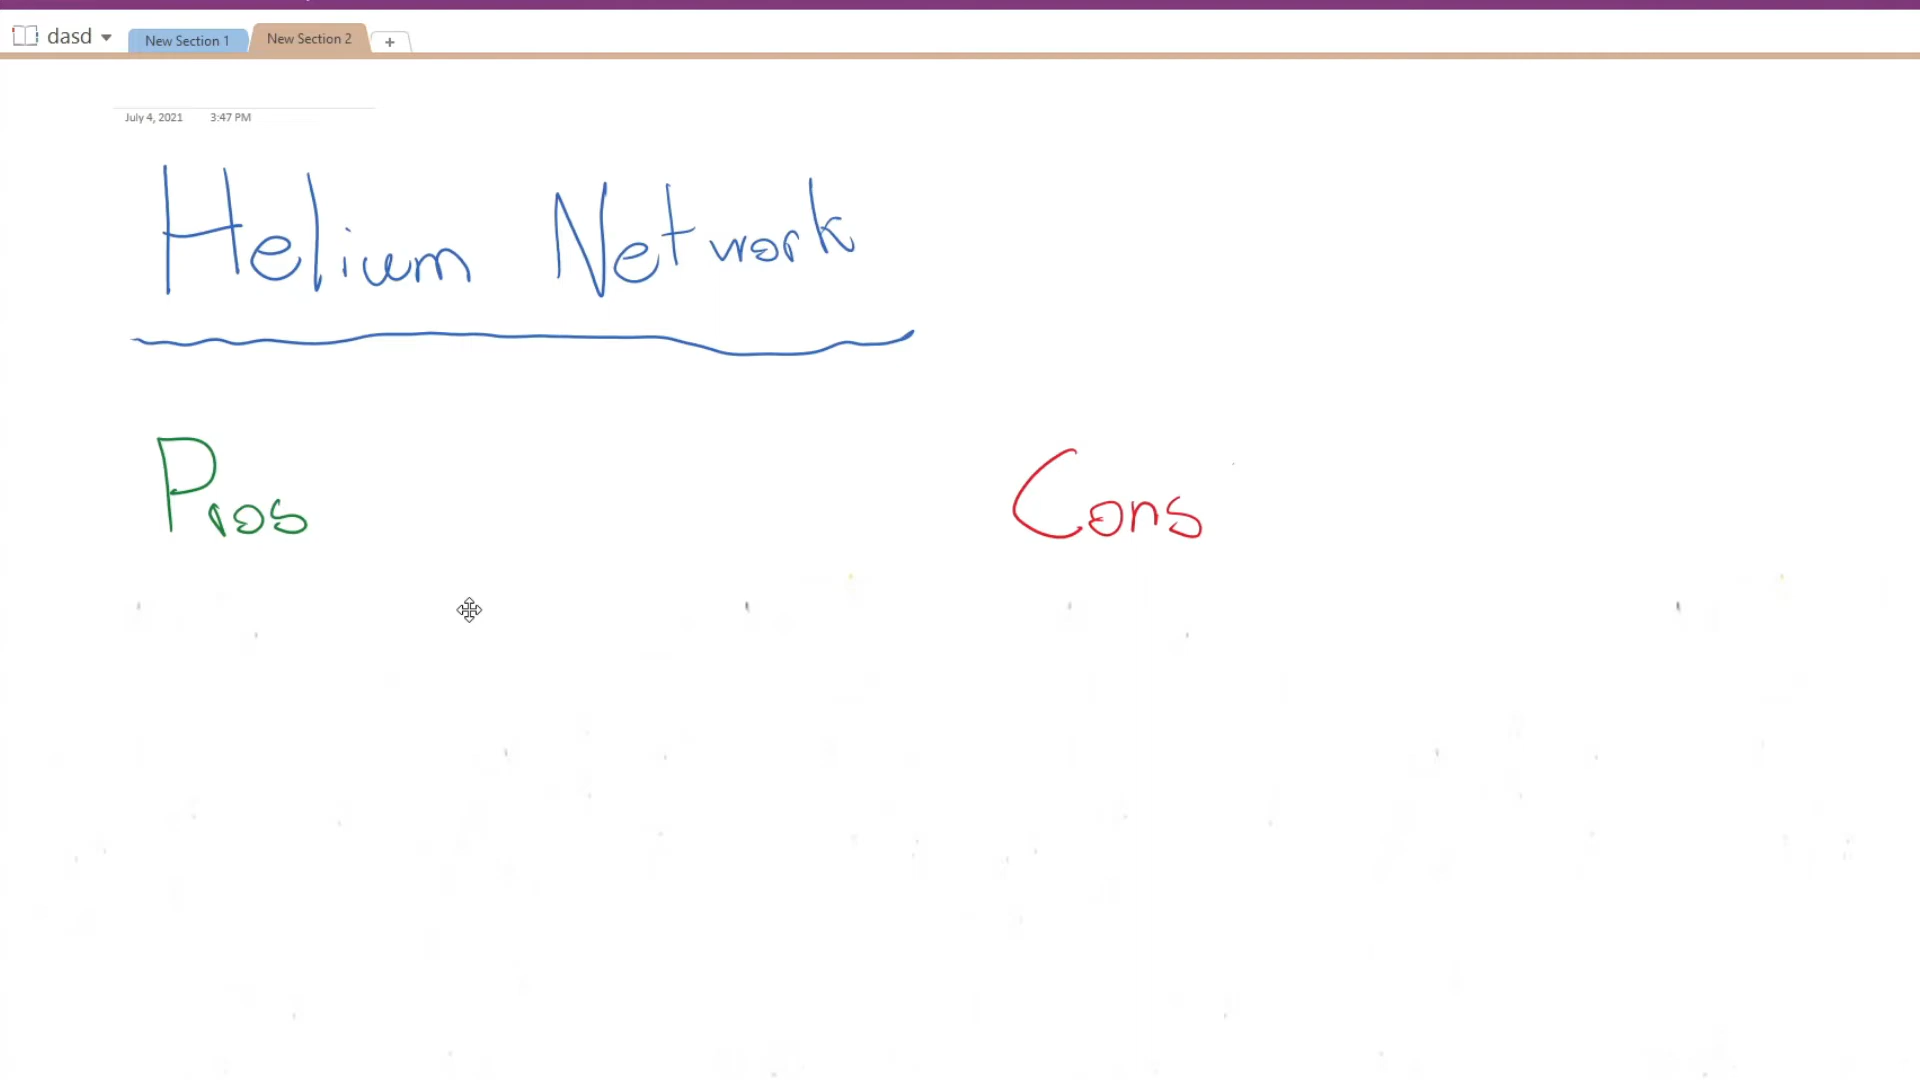 dasd
New Section 1
New Section 2
+
July 4, 2021 3:47 PM
Helium Network
Pros
Cons